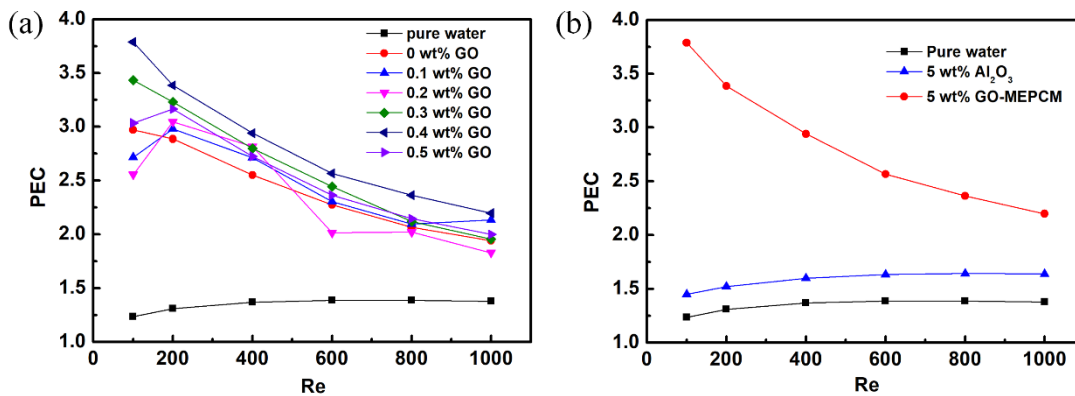 (a)
4.0
3.5
3.0
2.5
2.0
1.5
1.0
PEC
0 200 400 600 800 1000
Re
pure water
0 wt% GO
0.1 wt% GO
0.2 wt% GO
0.3 wt% GO
0.4 wt% GO
0.5 wt% GO
(b)
4.0
3.5
3.0
2.5
2.0
1.5
1.0
PEC
0 200 400 600 800 1000
Re
Pure water
5 wt% Al₂O₃
5 wt% GO-MEPCM